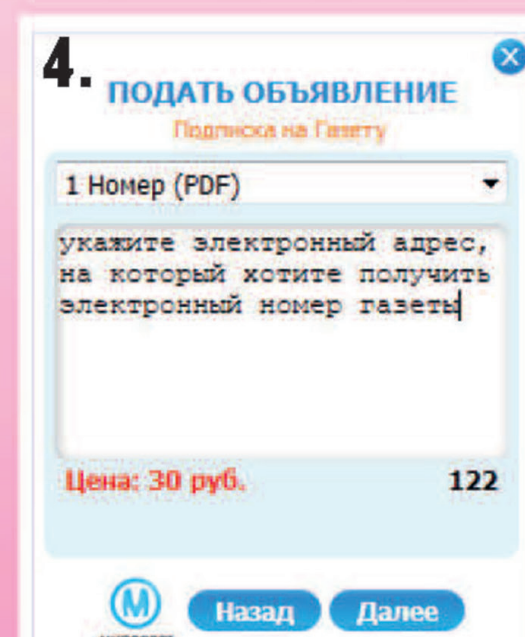 4.
ПОДАТЬ ОБЪЯВЛЕНИЕ
Подписка на Газету
1 Номер (PDF)
укажите электронный адрес,
на который хотите получить
электронный номер газеты
Цена: 30 руб.
122
Назад
Далее